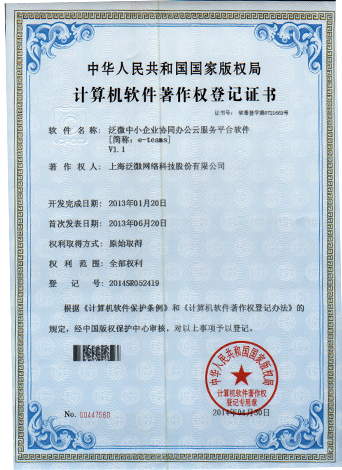 中华人民共和国国家版权局
计算机软件著作权登记证书
证书号： 软著登字第0721663号
软件名称： 泛微中小企业协同办公云服务平台软件
[简称：e-teams]
V1.1
著作权人： 上海泛微网络科技股份有限公司
开发完成日期： 2013年01月20日
首次发表日期： 2013年06月20日
权利取得方式： 原始取得
权利范围： 全部权利
登记号： 2014SR052419
根据《计算机软件保护条例》和《计算机软件著作权登记办法》的
规定，经中国版权保护中心审核，对以上事项予以登记。
中华人民共和国国家版权局
计算机软件著作权
登记专用章
No. 00447560
2014年04月30日